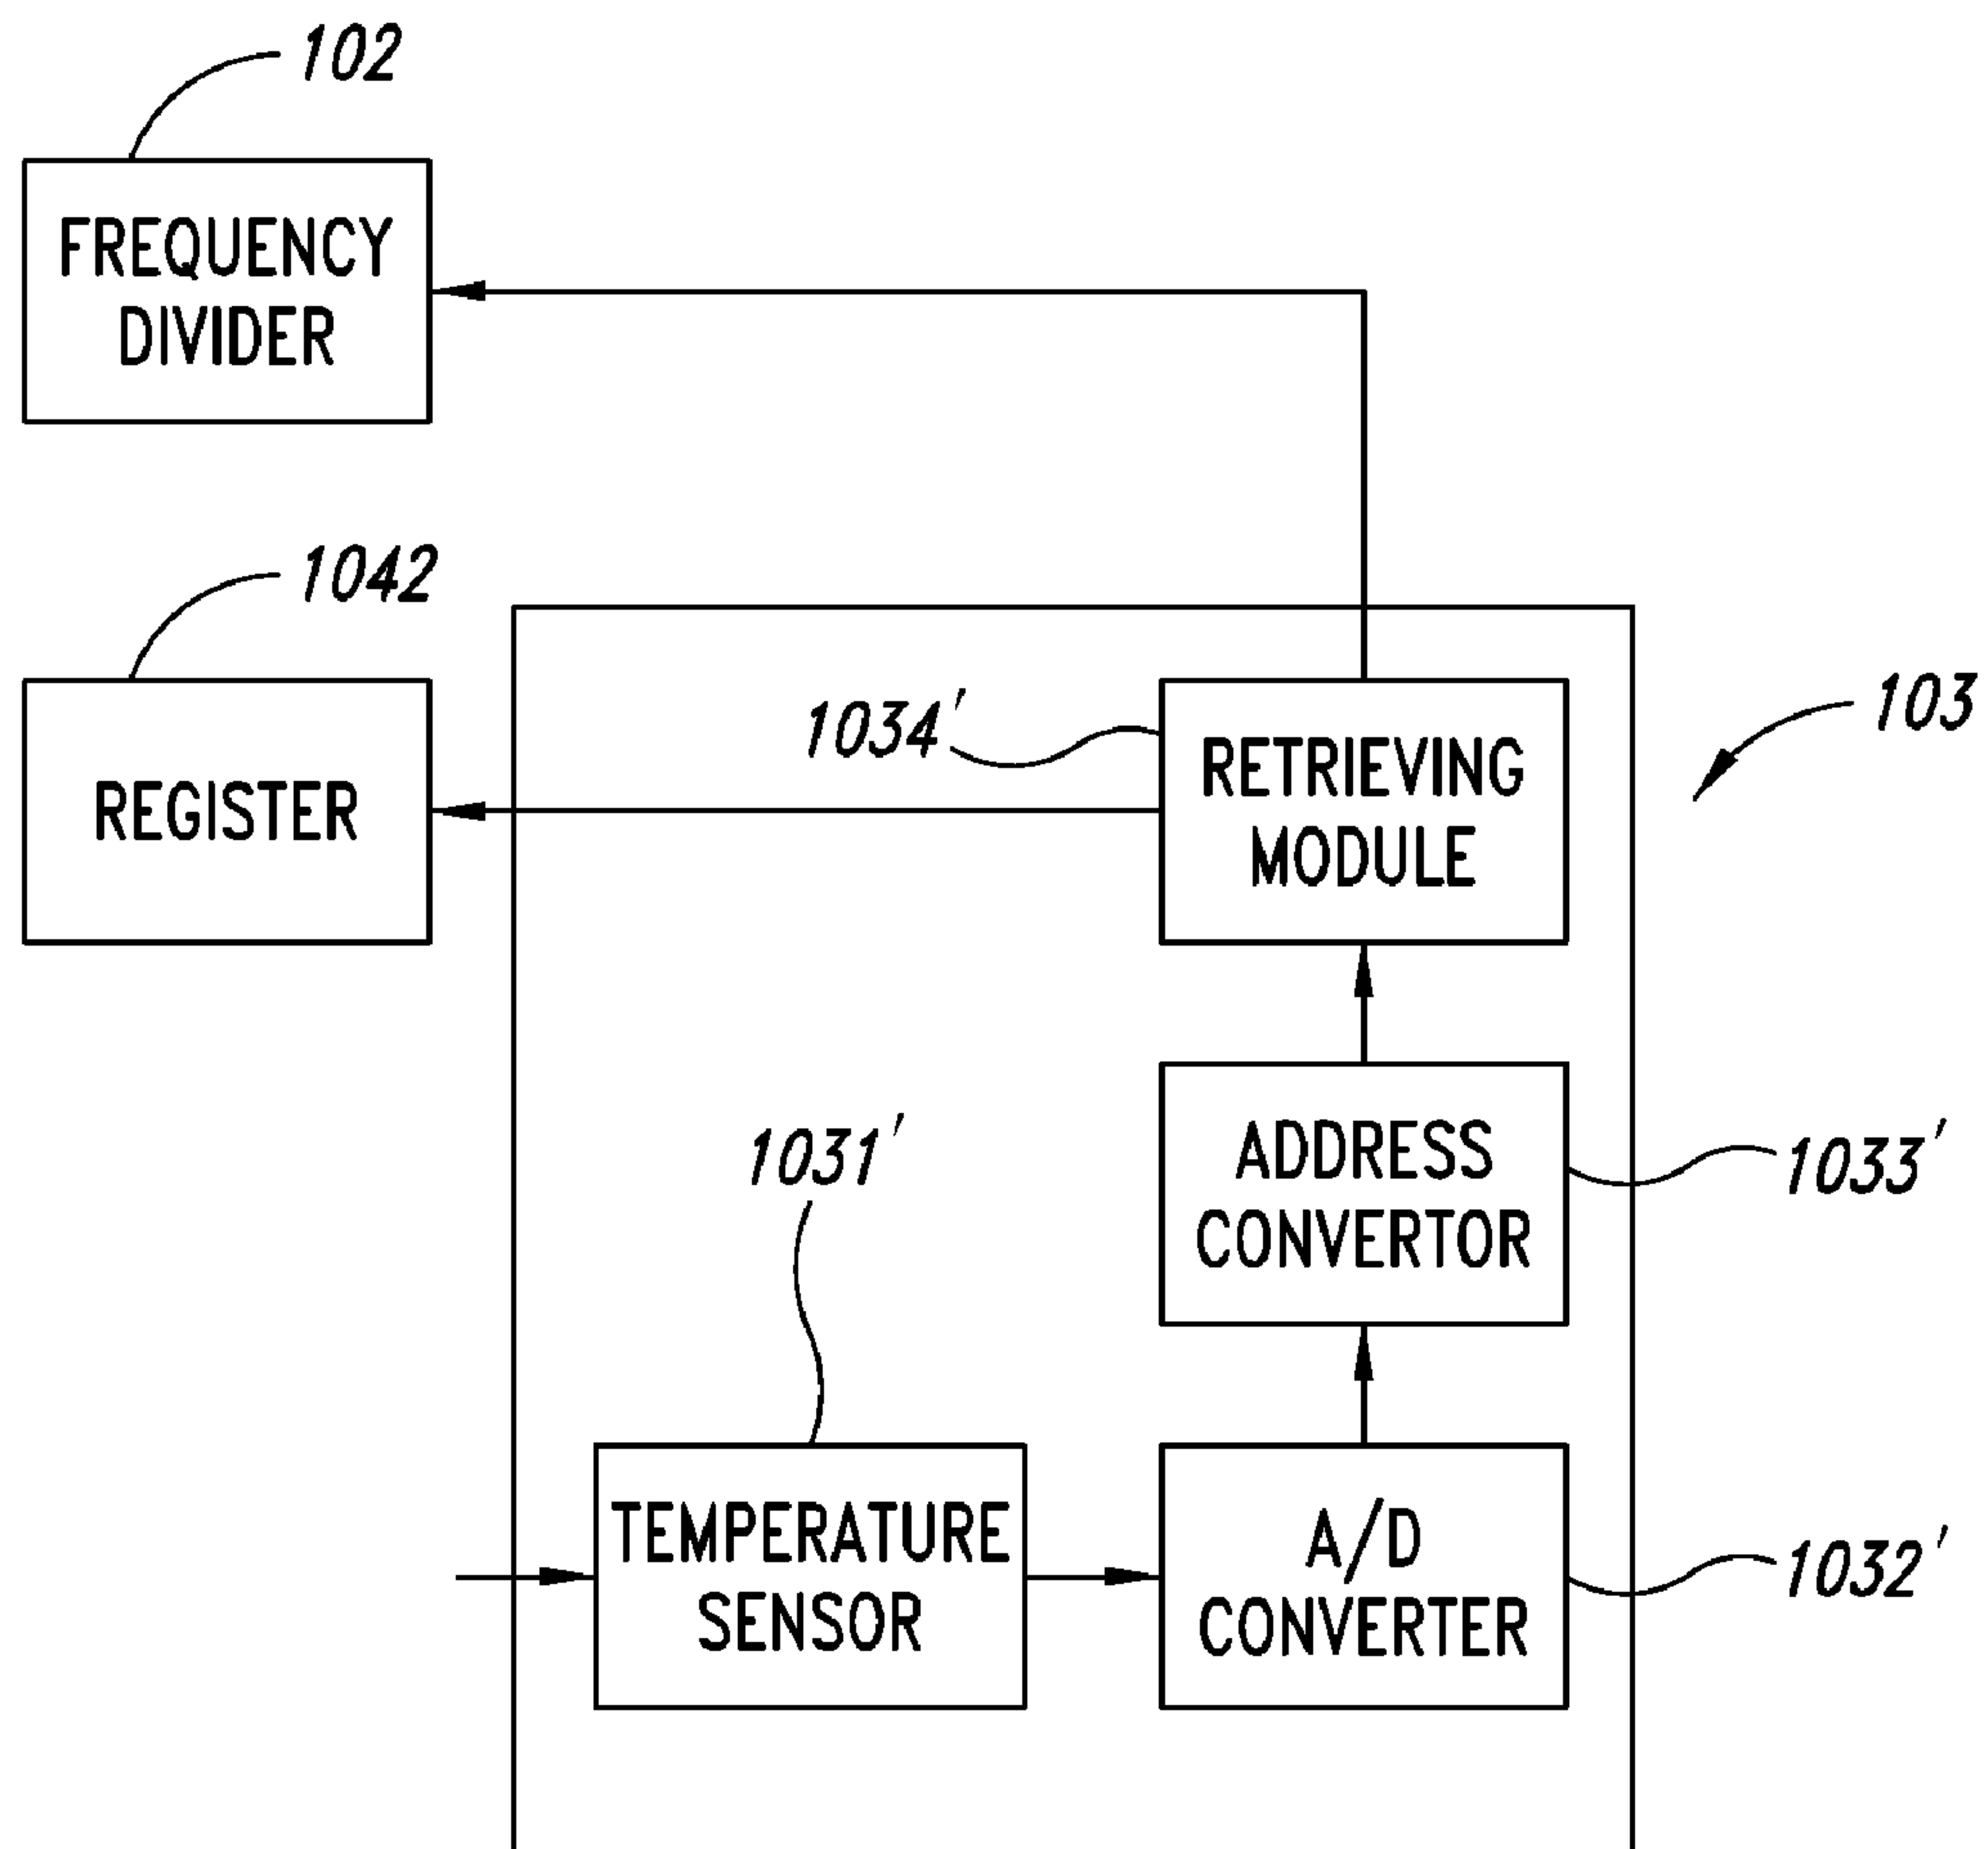 102
FREQUENCY
DIVIDER
1042
REGISTER
1034'
RETRIEVING
MODULE
103
ADDRESS
CONVERTOR
1033'
1031'
TEMPERATURE
SENSOR
A/D
CONVERTER
1032'